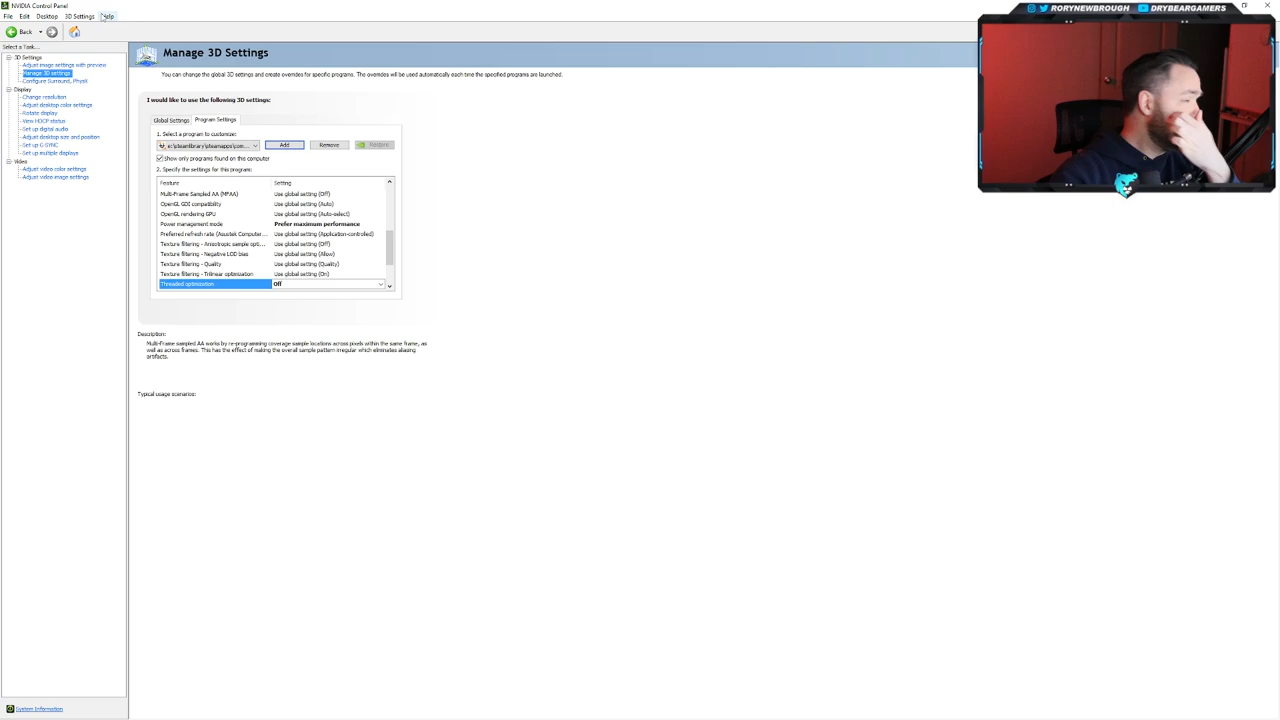 NVIDIA Control Panel
File Edit Desktop 3D Settings Help
Back
Select a Task...
3D Settings
Adjust image settings with preview
Manage 3D settings
Configure Surround, PhysX
Display
Change resolution
Adjust desktop color settings
Rotate display
View HDCP status
Set up digital audio
Adjust desktop size and position
Set up G-SYNC
Set up multiple displays
Video
Adjust video color settings
Adjust video image settings
System Information
Manage 3D Settings
You can change the global 3D settings and create overrides for specific programs. The overrides will be used automatically each time the specified programs are launched.
I would like to use the following 3D settings:
Global Settings Program Settings
1. Select a program to customize:
e:\steamlibrary\steamapps\com... Add Remove Restore
Show only programs found on the computer
2. Specify the settings for this program:
Feature Setting
Multi-Frame Sampled AA (MFAA) Use global setting (Off)
OpenGL GDI compatibility Use global setting (Auto)
OpenGL rendering GPU Use global setting (Auto-select)
Power management mode Prefer maximum performance
Preferred refresh rate (Asustek Computer... Use global setting (Application-controlled)
Texture filtering - Anisotropic sample opti... Use global setting (Off)
Texture filtering - Negative LOD bias Use global setting (Allow)
Texture filtering - Quality Use global setting (Quality)
Texture filtering - Trilinear optimization Use global setting (On)
Threaded optimization Off
Description:
Multi-Frame sampled AA works by re-programming coverage sample locations across pixels within the same frame, as
well as across frames. This has the effect of making the overall sample pattern irregular which eliminates aliasing
artifacts.
Typical usage scenarios:
RORYNEWBROUGH DRYBEARGAMERS